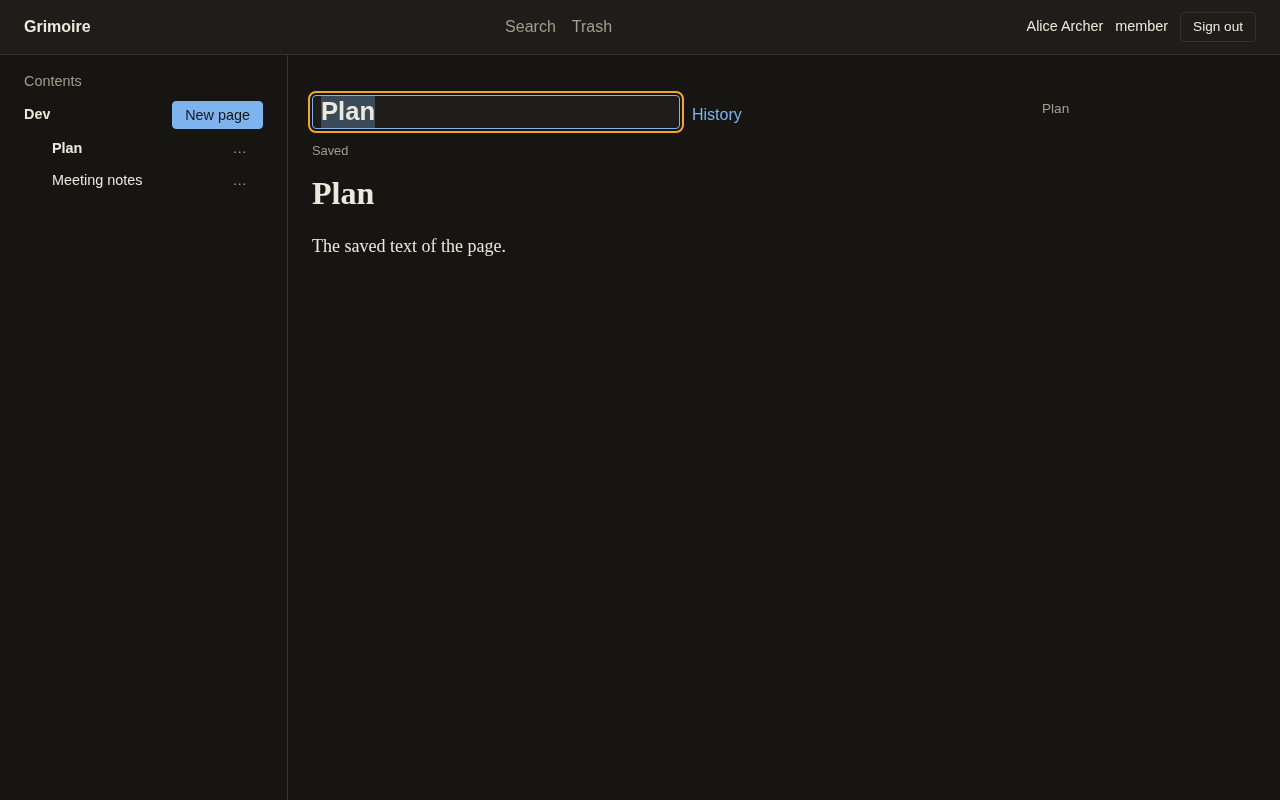 Grimoire
Search Trash
Alice Archer member Sign out
Contents
Dev New page
Plan ...
Meeting notes ...
Plan History
Saved
Plan
The saved text of the page.
Plan